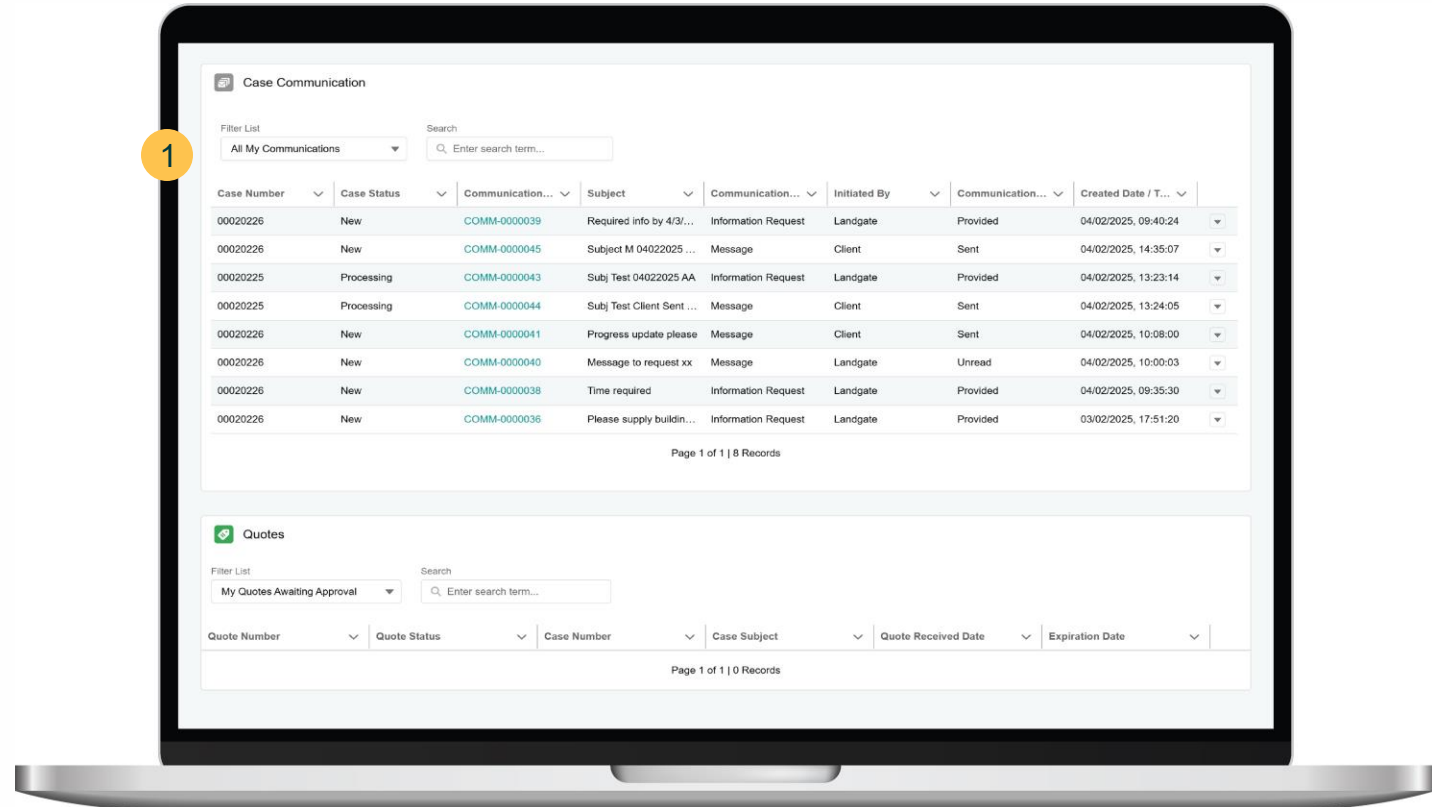 Case Communication
Filter List Search
1
All My Communications Enter search term...
Case Number Case Status Communication... Subject Communication... Initiated By Communication... Created Date / T...
00020226 New COMM-0000039 Required info by 4/3/... Information Request Landgate Provided 04/02/2025, 09:40:24
00020226 New COMM-0000045 Subject M 04022025 ... Message Client Sent 04/02/2025, 14:35:07
00020225 Processing COMM-0000043 Subj Test 04022025 AA Information Request Landgate Provided 04/02/2025, 13:23:14
00020225 Processing COMM-0000044 Subj Test Client Sent ... Message Client Sent 04/02/2025, 13:24:05
00020226 New COMM-0000041 Progress update please Message Client Sent 04/02/2025, 10:08:00
00020226 New COMM-0000040 Message to request xx Message Landgate Unread 04/02/2025, 10:00:03
00020226 New COMM-0000038 Time required Information Request Landgate Provided 04/02/2025, 09:35:30
00020226 New COMM-0000036 Please supply buildin... Information Request Landgate Provided 03/02/2025, 17:51:20
Page 1 of 1 | 8 Records
Quotes
Filter List Search
My Quotes Awaiting Approval Enter search term...
Quote Number Quote Status Case Number Case Subject Quote Received Date Expiration Date
Page 1 of 1 | 0 Records